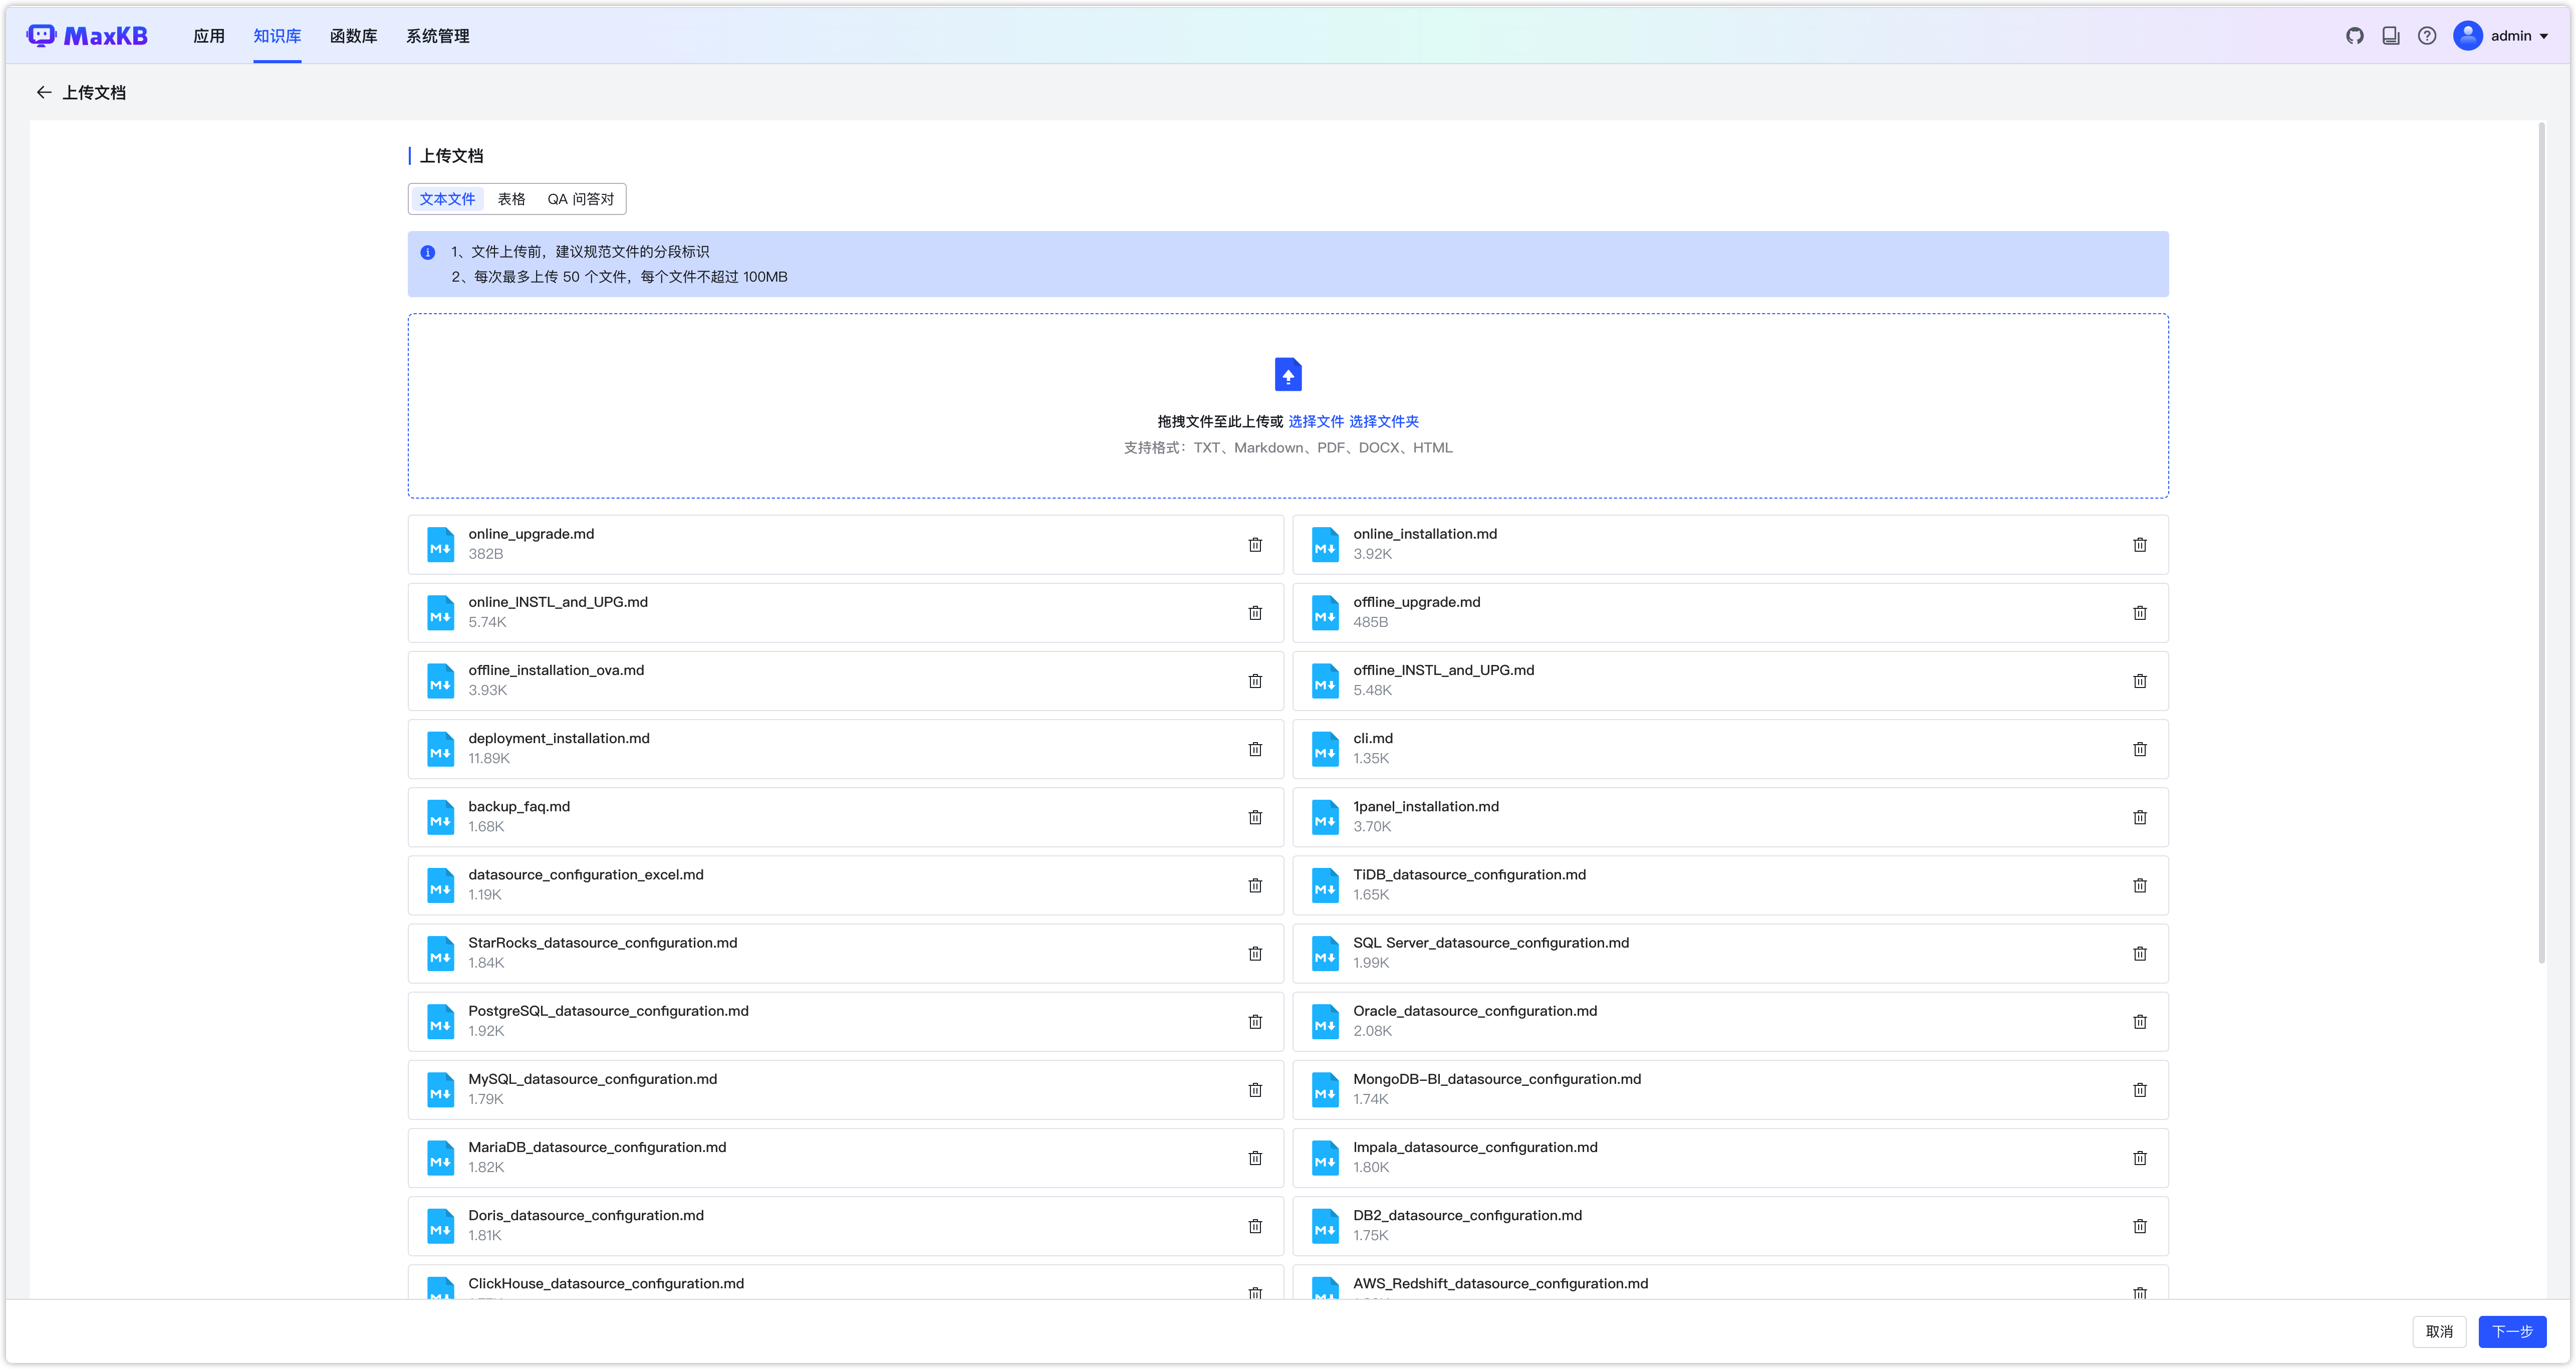 MaxKB 应用 知识库 函数库 系统管理 admin
上传文档
上传文档
文本文件 表格 QA 问答对
1、文件上传前，建议规范文件的分段标识
2、每次最多上传 50 个文件，每个文件不超过 100MB
拖拽文件至此上传或 选择文件 选择文件夹
支持格式：TXT、Markdown、PDF、DOCX、HTML
online_upgrade.md
382B
online_installation.md
3.92K
online_INSTL_and_UPG.md
5.74K
offline_upgrade.md
485B
offline_installation_ova.md
3.93K
offline_INSTL_and_UPG.md
5.48K
deployment_installation.md
11.89K
cli.md
1.35K
backup_faq.md
1.68K
1panel_installation.md
3.70K
datasource_configuration_excel.md
1.19K
TiDB_datasource_configuration.md
1.65K
StarRocks_datasource_configuration.md
1.84K
SQL Server_datasource_configuration.md
1.99K
PostgreSQL_datasource_configuration.md
1.92K
Oracle_datasource_configuration.md
2.08K
MySQL_datasource_configuration.md
1.79K
MongoDB-BI_datasource_configuration.md
1.74K
MariaDB_datasource_configuration.md
1.82K
Impala_datasource_configuration.md
1.80K
Doris_datasource_configuration.md
1.81K
DB2_datasource_configuration.md
1.75K
ClickHouse_datasource_configuration.md
AWS_Redshift_datasource_configuration.md
取消 下一步